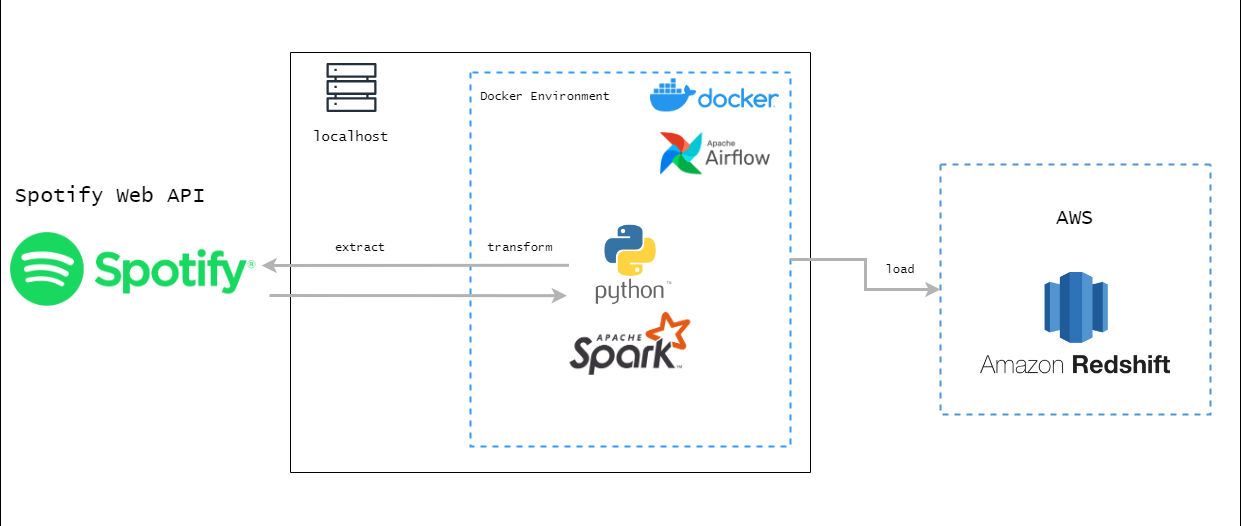 Spotify Web API
Spotify®
localhost
extract
Docker Environment
docker
Apache
Airflow
transform
python™
APACHE
Spark™
load
AWS
Amazon Redshift